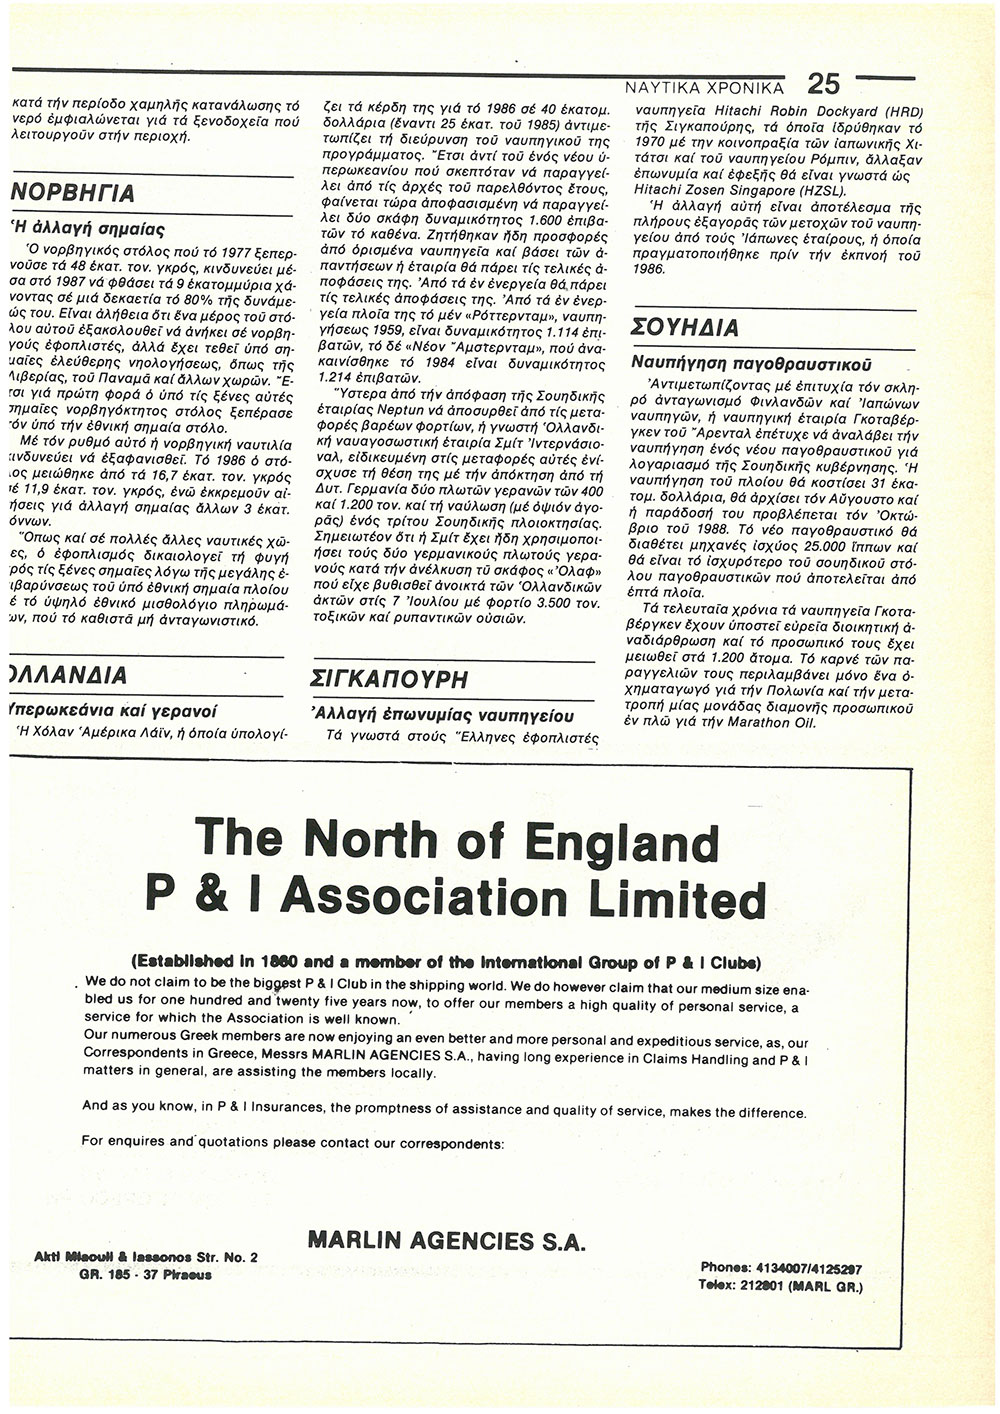 ΝΑΥΤΙΚΑ ΧΡΟΝΙΚΑ 25
κατά τήν περίοδο χαμηλῆς κατανάλωσης τό
νερό ἐμφιαλώνεται γιά τά ξενοδοχεῖα πού
λειτουργοῦν στήν περιοχή.
ΝΟΡΒΗΓΙΑ
Ἡ ἀλλαγή σημαίας
Ὁ νορβηγικός στόλος πού τό 1977 ξεπερ-
νοῦσε τά 48 ἑκατ. τον. γκρός, κινδυνεύει μέ-
σα στό 1987 νά φθάσει τά 9 ἑκατομμύρια χά-
νοντας σέ μιά δεκαετία τό 80% τῆς δυνάμε-
ώς του. Εἶναι ἀλήθεια ὅτι ἕνα μέρος τοῦ στό-
λου αὐτοῦ ἐξακολουθεῖ νά ἀνήκει σέ νορβη-
γούς ἐφοπλιστές, ἀλλά ἔχει τεθεῖ ὑπό ση-
μαῖες ἐλεύθερης νηολογήσεως, ὅπως τῆς
Λιβερίας, τοῦ Παναμᾶ καί ἄλλων χωρῶν. Ἔ-
τσι γιά πρώτη φορά ὁ ὑπό τίς ξένες αὐτές
σημαῖες νορβηγόκτητος στόλος ξεπέρασε
τόν ὑπό τήν ἐθνική σημαία στόλο.
Μέ τόν ρυθμό αὐτό ἡ νορβηγική ναυτιλία
κινδυνεύει νά ἐξαφανισθεῖ. Τό 1986 ὁ στό-
λος μειώθηκε ἀπό τά 16,7 ἑκατ. τον. γκρός
σέ 11,9 ἑκατ. τον. γκρός, ἐνῶ ἐκκρεμοῦν αἰ-
τήσεις γιά ἀλλαγή σημαίας ἄλλων 3 ἑκατ.
τόννων.
Ὅπως καί σέ πολλές ἄλλες ναυτικές χῶ-
ρες, ὁ ἐφοπλισμός δικαιολογεῖ τή φυγή
πρός τίς ξένες σημαῖες λόγω τῆς μεγάλης ἐ-
πιβαρύνσεως τοῦ ὑπό ἐθνική σημαία πλοίου
μέ τό ὑψηλό ἐθνικό μισθολόγιο πληρωμά-
των, πού τό καθιστᾶ μή ἀνταγωνιστικό.
ΟΛΛΑΝΔΙΑ
Ὑπερωκεάνια καί γερανοί
Ἡ Χόλαν Ἀμέρικα Λάϊν, ἡ ὁποία ὑπολογί-
ζει τά κέρδη της γιά τό 1986 σέ 40 ἑκατομ.
δολλάρια (ἔναντι 25 ἑκατ. τοῦ 1985) ἀντιμε-
τωπίζει τή διεύρυνση τοῦ ναυπηγικοῦ της
προγράμματος. Ἔτσι ἀντί τοῦ ἑνός νέου ὑ-
περωκεανίου πού σκεπτόταν νά παραγγεί-
λει ἀπό τίς ἀρχές τοῦ παρελθόντος ἔτους,
φαίνεται τώρα ἀποφασισμένη νά παραγγεί-
λει δύο σκάφη δυναμικότητος 1.600 ἐπιβα-
τῶν τό καθένα. Ζητήθηκαν ἤδη προσφορές
ἀπό ὁρισμένα ναυπηγεῖα καί βάσει τῶν ἀ-
παντήσεων ἡ ἑταιρία θά πάρει τίς τελικές ἀ-
ποφάσεις της. Ἀπό τά ἐν ἐνεργεία θά πάρει
τίς τελικές ἀποφάσεις της. Ἀπό τά ἐν ἐνερ-
γεία πλοῖα της τό μέν «Ρόττερνταμ», ναυπη-
γήσεως 1959, εἶναι δυναμικότητος 1.114 ἐπι-
βατῶν, τό δέ «Νέον Ἄμστερνταμ», πού ἀνα-
καινίσθηκε τό 1984 εἶναι δυναμικότητος
1.214 ἐπιβατῶν.
Ὕστερα ἀπό τήν ἀπόφαση τῆς Σουηδικῆς
ἑταιρίας Neptun νά ἀποσυρθεῖ ἀπό τίς μετα-
φορές βαρέων φορτίων, ἡ γνωστή Ὁλλανδι-
κή ναυαγοσωστική ἑταιρία Σμίτ Ἰντερνάσιο-
ναλ, εἰδικευμένη στίς μεταφορές αὐτές ἐνί-
σχυσε τή θέση της μέ τήν ἀπόκτηση ἀπό τή
Δυτ. Γερμανία δύο πλωτῶν γερανῶν τῶν 400
καί 1.200 τον. καί τή ναύλωση (μέ ὀψιόν ἀγο-
ρᾶς) ἑνός τρίτου Σουηδικῆς πλοιοκτησίας.
Σημειωτέον ὅτι ἡ Σμίτ ἔχει ἤδη χρησιμοποι-
ήσει τούς δύο γερμανικούς πλωτούς γερα-
νούς κατά τήν ἀνέλκυση τῦ σκάφος «Ὄλαφ»
πού εἶχε βυθισθεῖ ἀνοικτά τῶν Ὁλλανδικῶν
ἀκτῶν στίς 7 Ἰουλίου μέ φορτίο 3.500 τον.
τοξικῶν καί ρυπαντικῶν οὐσιῶν.
ΣΙΓΚΑΠΟΥΡΗ
Ἀλλαγή ἐπωνυμίας ναυπηγείου
Τά γνωστά στούς Ἕλληνες ἐφοπλιστές
ναυπηγεῖα Hitachi Robin Dockyard (HRD)
τῆς Σιγκαπούρης, τά ὁποῖα ἱδρύθηκαν τό
1970 μέ τήν κοινοπραξία τῶν ἰαπωνικῆς Χι-
τάτσι καί τοῦ ναυπηγείου Ρόμπιν, ἄλλαξαν
ἐπωνυμία καί ἐφεξῆς θά εἶναι γνωστά ὡς
Hitachi Zosen Singapore (HZSL).
Ἡ ἀλλαγή αὐτή εἶναι ἀποτέλεσμα τῆς
πλήρους ἐξαγορᾶς τῶν μετοχῶν τοῦ ναυπη-
γείου ἀπό τούς Ἰάπωνες ἑταίρους, ἡ ὁποία
πραγματοποιήθηκε πρίν τήν ἐκπνοή τοῦ
1986.
ΣΟΥΗΔΙΑ
Ναυπήγηση παγοθραυστικοῦ
Ἀντιμετωπίζοντας μέ ἐπιτυχία τόν σκλη-
ρό ἀνταγωνισμό Φινλανδῶν καί Ἰαπώνων
ναυπηγῶν, ἡ ναυπηγική ἑταιρία Γκοταβέρ-
γκεν τοῦ Ἄρενταλ ἐπέτυχε νά ἀναλάβει τήν
ναυπήγηση ἑνός νέου παγοθραυστικοῦ γιά
λογαριασμό τῆς Σουηδικῆς κυβέρνησης. Ἡ
ναυπήγηση τοῦ πλοίου θά κοστίσει 31 ἑκα-
τομ. δολλάρια, θά ἀρχίσει τόν Αὔγουστο καί
ἡ παράδοσή του προβλέπεται τόν Ὀκτώ-
βριο τοῦ 1988. Τό νέο παγοθραυστικό θά
διαθέτει μηχανές ἰσχύος 25.000 ἵππων καί
θά εἶναι τό ἰσχυρότερο τοῦ σουηδικοῦ στό-
λου παγοθραυστικῶν πού ἀποτελεῖται ἀπό
ἑπτά πλοῖα.
Τά τελευταῖα χρόνια τά ναυπηγεῖα Γκοτα-
βέργκεν ἔχουν ὑποστεῖ εὐρεία διοικητική ἀ-
ναδιάρθρωση καί τό προσωπικό τους ἔχει
μειωθεῖ στά 1.200 ἄτομα. Τό καρνέ τῶν πα-
ραγγελιῶν τους περιλαμβάνει μόνο ἕνα ὀ-
χηματαγωγό γιά τήν Πολωνία καί τήν μετα-
τροπή μίας μονάδας διαμονῆς προσωπικοῦ
ἐν πλῶ γιά τήν Marathon Oil.
The North of England
P & I Association Limited
(Established in 1860 and a member of the International Group of P & I Clubs)
We do not claim to be the biggest P & I Club in the shipping world. We do however claim that our medium size ena-
bled us for one hundred and twenty five years now, to offer our members a high quality of personal service, a
service for which the Association is well known.
Our numerous Greek members are now enjoying an even better and more personal and expeditious service, as, our
Correspondents in Greece, Messrs MARLIN AGENCIES S.A., having long experience in Claims Handling and P & I
matters in general, are assisting the members locally.
And as you know, in P & I Insurances, the promptness of assistance and quality of service, makes the difference.
For enquires and quotations please contact our correspondents:
MARLIN AGENCIES S.A.
Akti Miaouli & Iassonos Str. No. 2
GR. 185 - 37 Piraeus
Phones: 4134007/4125297
Telex: 212801 (MARL GR.)